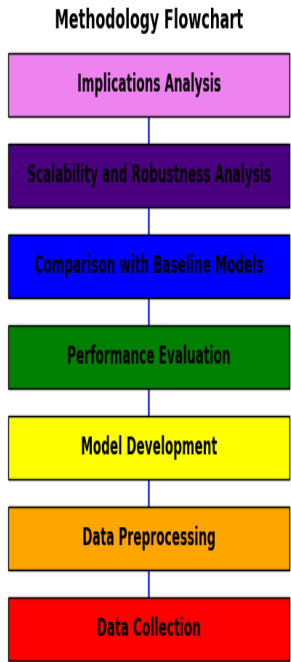 Methodology Flowchart
Implications Analysis
Scalability and Robustness Analysis
Comparison with Baseline Models
Performance Evaluation
Model Development
Data Preprocessing
Data Collection